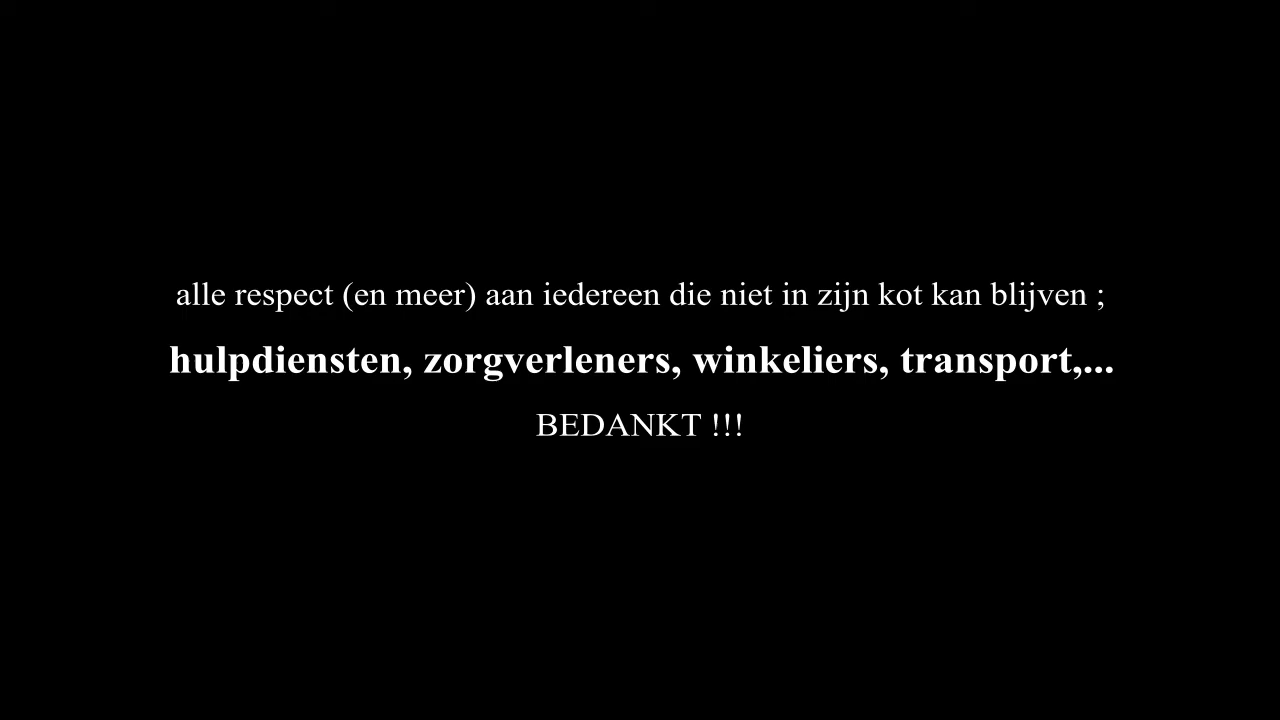 alle respect (en meer) aan iedereen die niet in zijn kot kan blijven ;
hulpdiensten, zorgverleners, winkeliers, transport,...
BEDANKT !!!